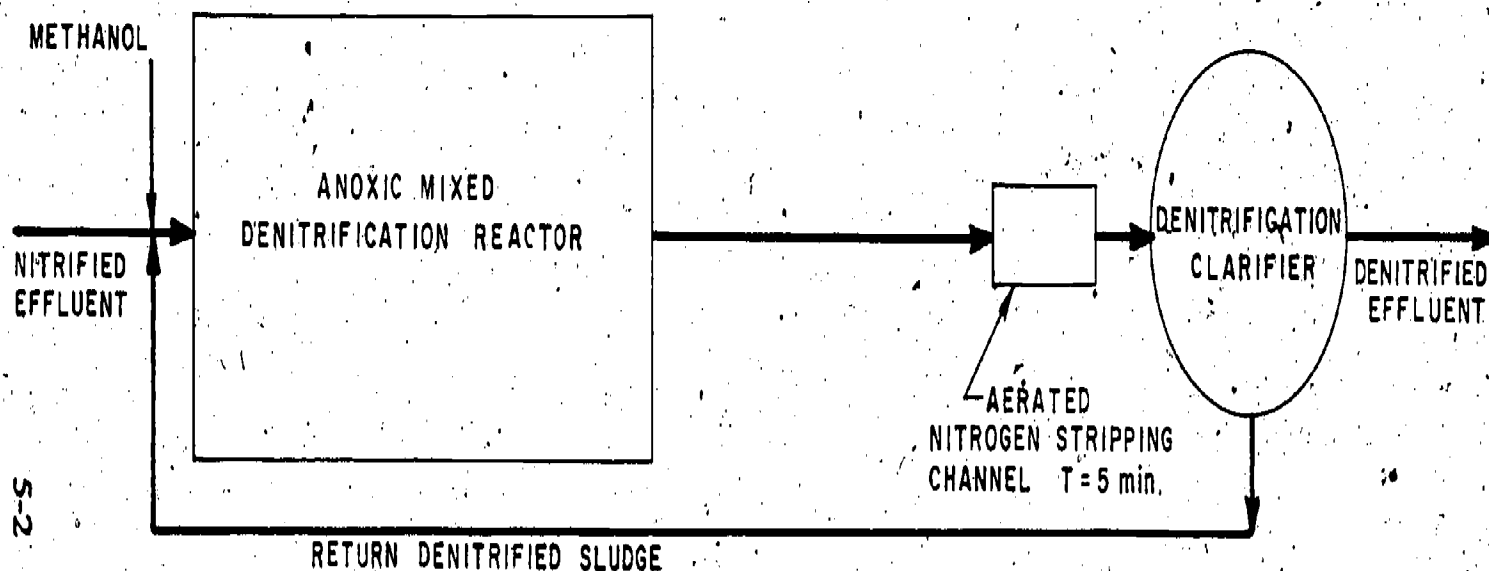 METHANOL
ANOXIC MIXED
DENITRIFICATION REACTOR
NITRIFIED
EFFLUENT
DENITRIFIGATION
CLARIFIER
DENITRIFIED
EFFLUENT
AERATED
NITROGEN STRIPPING
CHANNEL T = 5 min.
RETURN DENITRIFIED SLUDGE
5-2